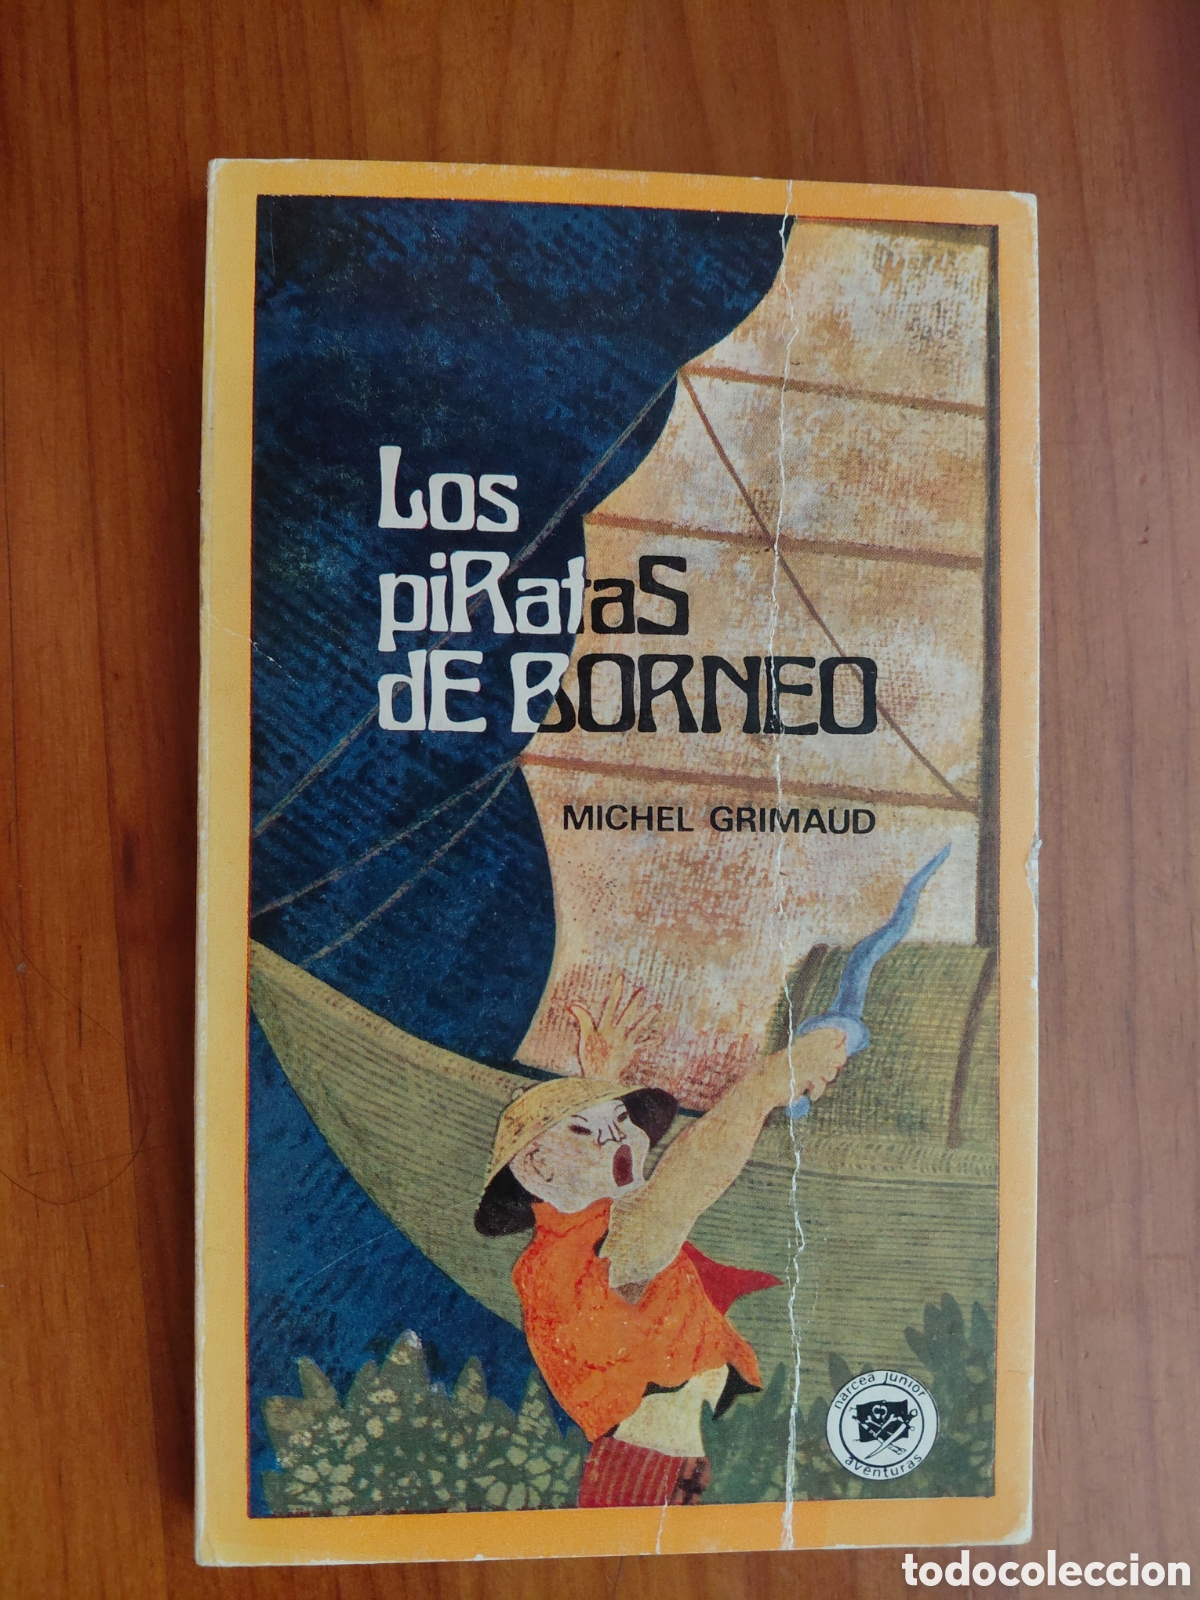 Los
piRatas
dE BORNEO
MICHEL GRIMAUD
narcea junior
aventuras
todocoleccion